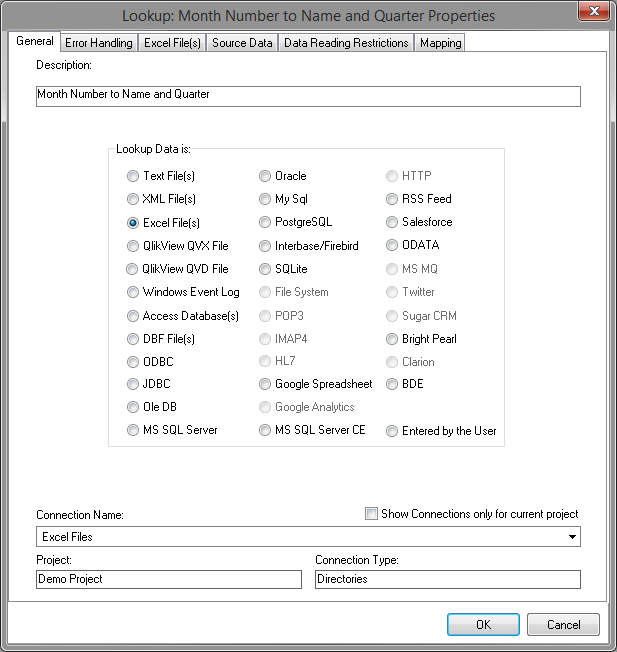 Lookup: Month Number to Name and Quarter Properties
General Error Handling Excel File(s) Source Data Data Reading Restrictions Mapping
Description:
Month Number to Name and Quarter
Lookup Data is:
Text File(s) Oracle HTTP
XML File(s) My Sql RSS Feed
Excel File(s) PostgreSQL Salesforce
QlikView QVX File Interbase/Firebird ODATA
QlikView QVD File SQLite MS MQ
Windows Event Log File System Twitter
Access Database(s) POP3 Sugar CRM
DBF File(s) IMAP4 Bright Pearl
ODBC HL7 Clarion
JDBC Google Spreadsheet BDE
Ole DB Google Analytics
MS SQL Server MS SQL Server CE Entered by the User
Connection Name: Show Connections only for current project
Excel Files
Project: Connection Type:
Demo Project Directories
OK Cancel